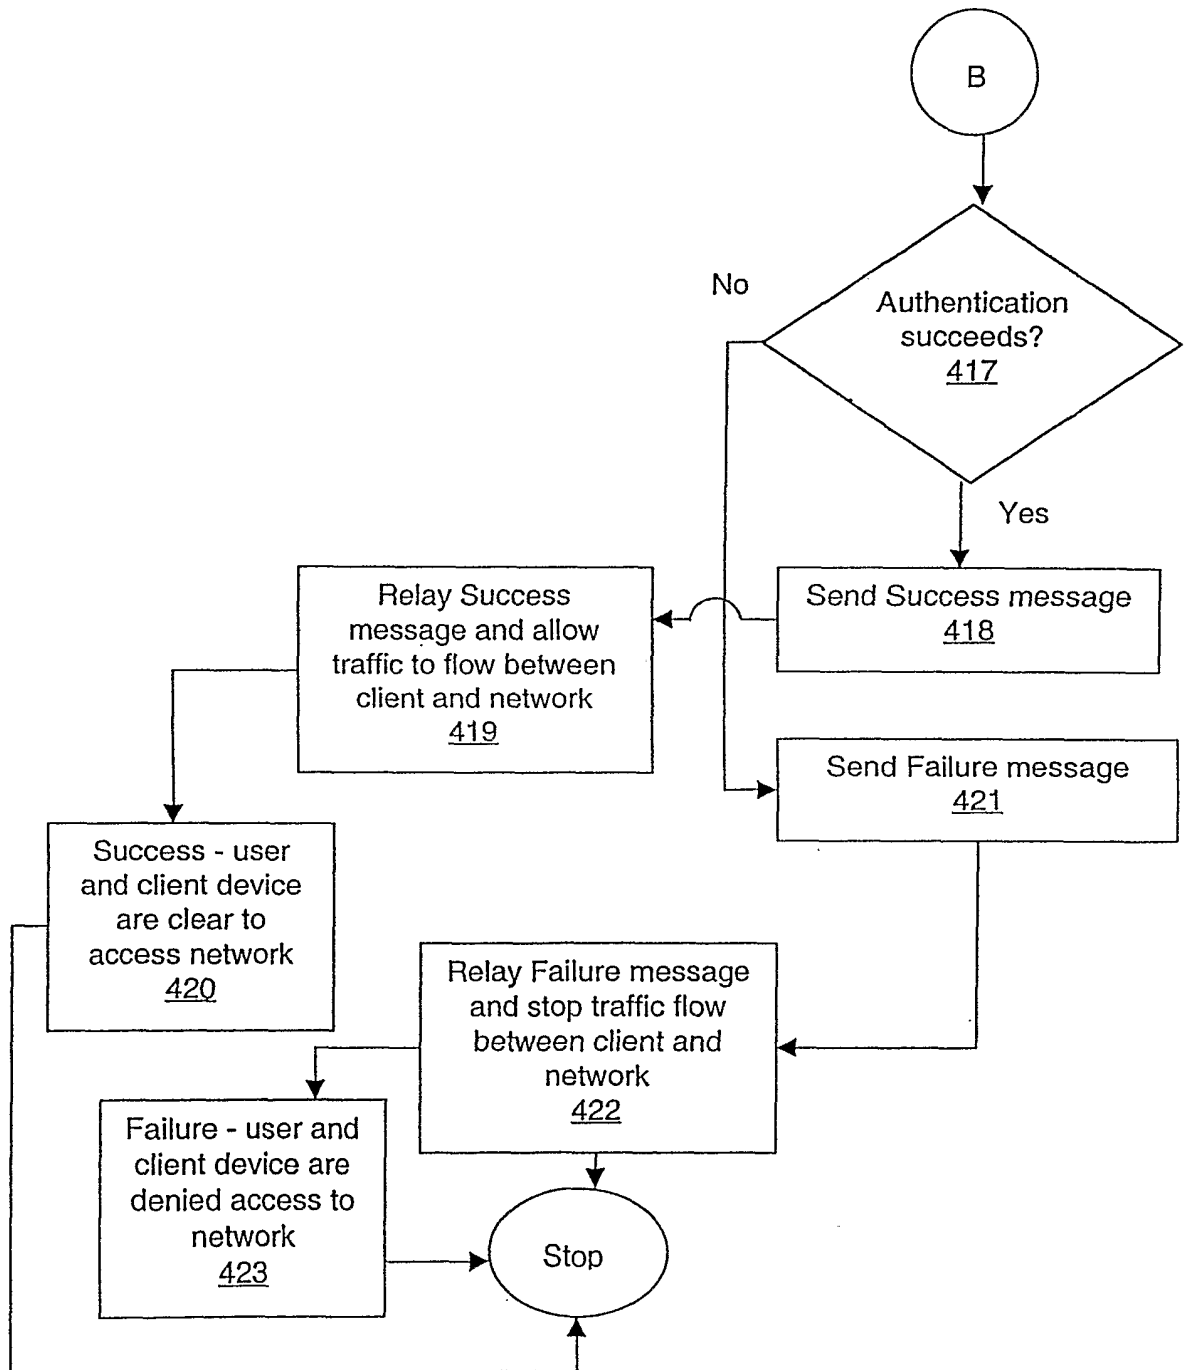 B
No
Authentication
succeeds?
417
Yes
Send Success message
418
Relay Success
message and allow
traffic to flow between
client and network
419
Send Failure message
421
Success - user
and client device
are clear to
access network
420
Relay Failure message
and stop traffic flow
between client and
network
422
Failure - user and
client device are
denied access to
network
423
Stop